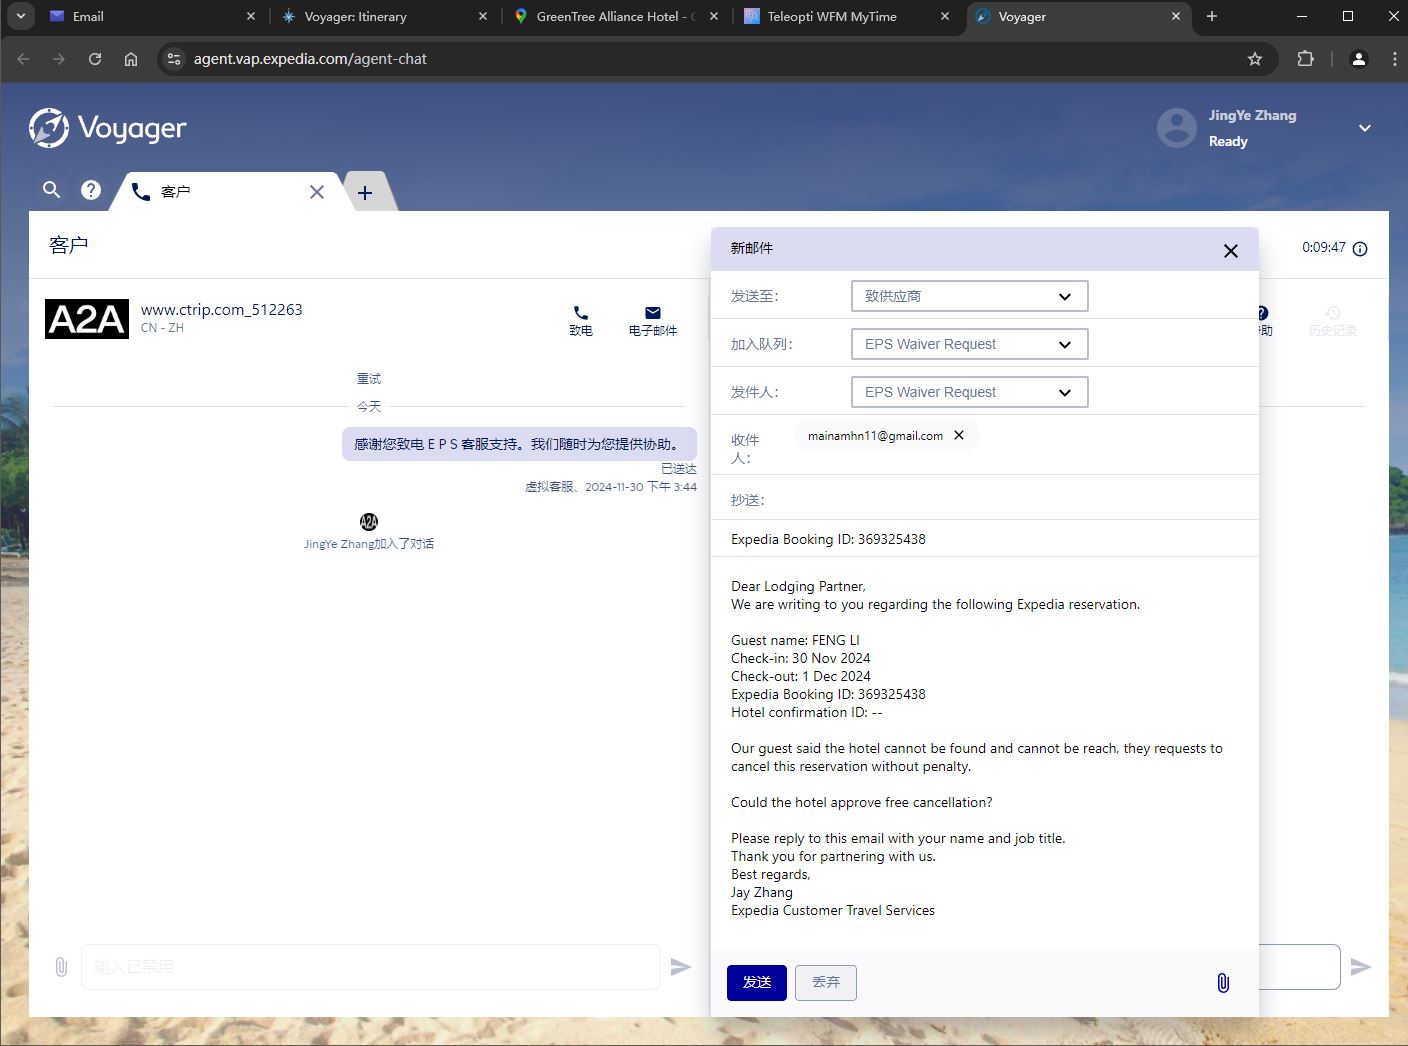 Email
Voyager: Itinerary
GreenTree Alliance Hotel -
Teleopti WFM MyTime
Voyager
agent.vap.expedia.com/agent-chat
Voyager
JingYe Zhang
Ready
客户
客户
0:09:47
A2A
www.ctrip.com_512263
CN - ZH
致电
电子邮件
助
历史记录
重试
今天
感谢您致电 E P S 客服支持。我们随时为您提供协助。
已送达
虚拟客服、2024-11-30 下午 3:44
A2A
JingYe Zhang加入了对话
输入已禁用
新邮件
发送至:
致供应商
加入队列:
EPS Waiver Request
发件人:
EPS Waiver Request
收件
人:
mainamhn11@gmail.com
抄送:
Expedia Booking ID: 369325438
Dear Lodging Partner,
We are writing to you regarding the following Expedia reservation.
Guest name: FENG LI
Check-in: 30 Nov 2024
Check-out: 1 Dec 2024
Expedia Booking ID: 369325438
Hotel confirmation ID: --
Our guest said the hotel cannot be found and cannot be reach, they requests to
cancel this reservation without penalty.
Could the hotel approve free cancellation?
Please reply to this email with your name and job title.
Thank you for partnering with us.
Best regards,
Jay Zhang
Expedia Customer Travel Services
发送
丢弃